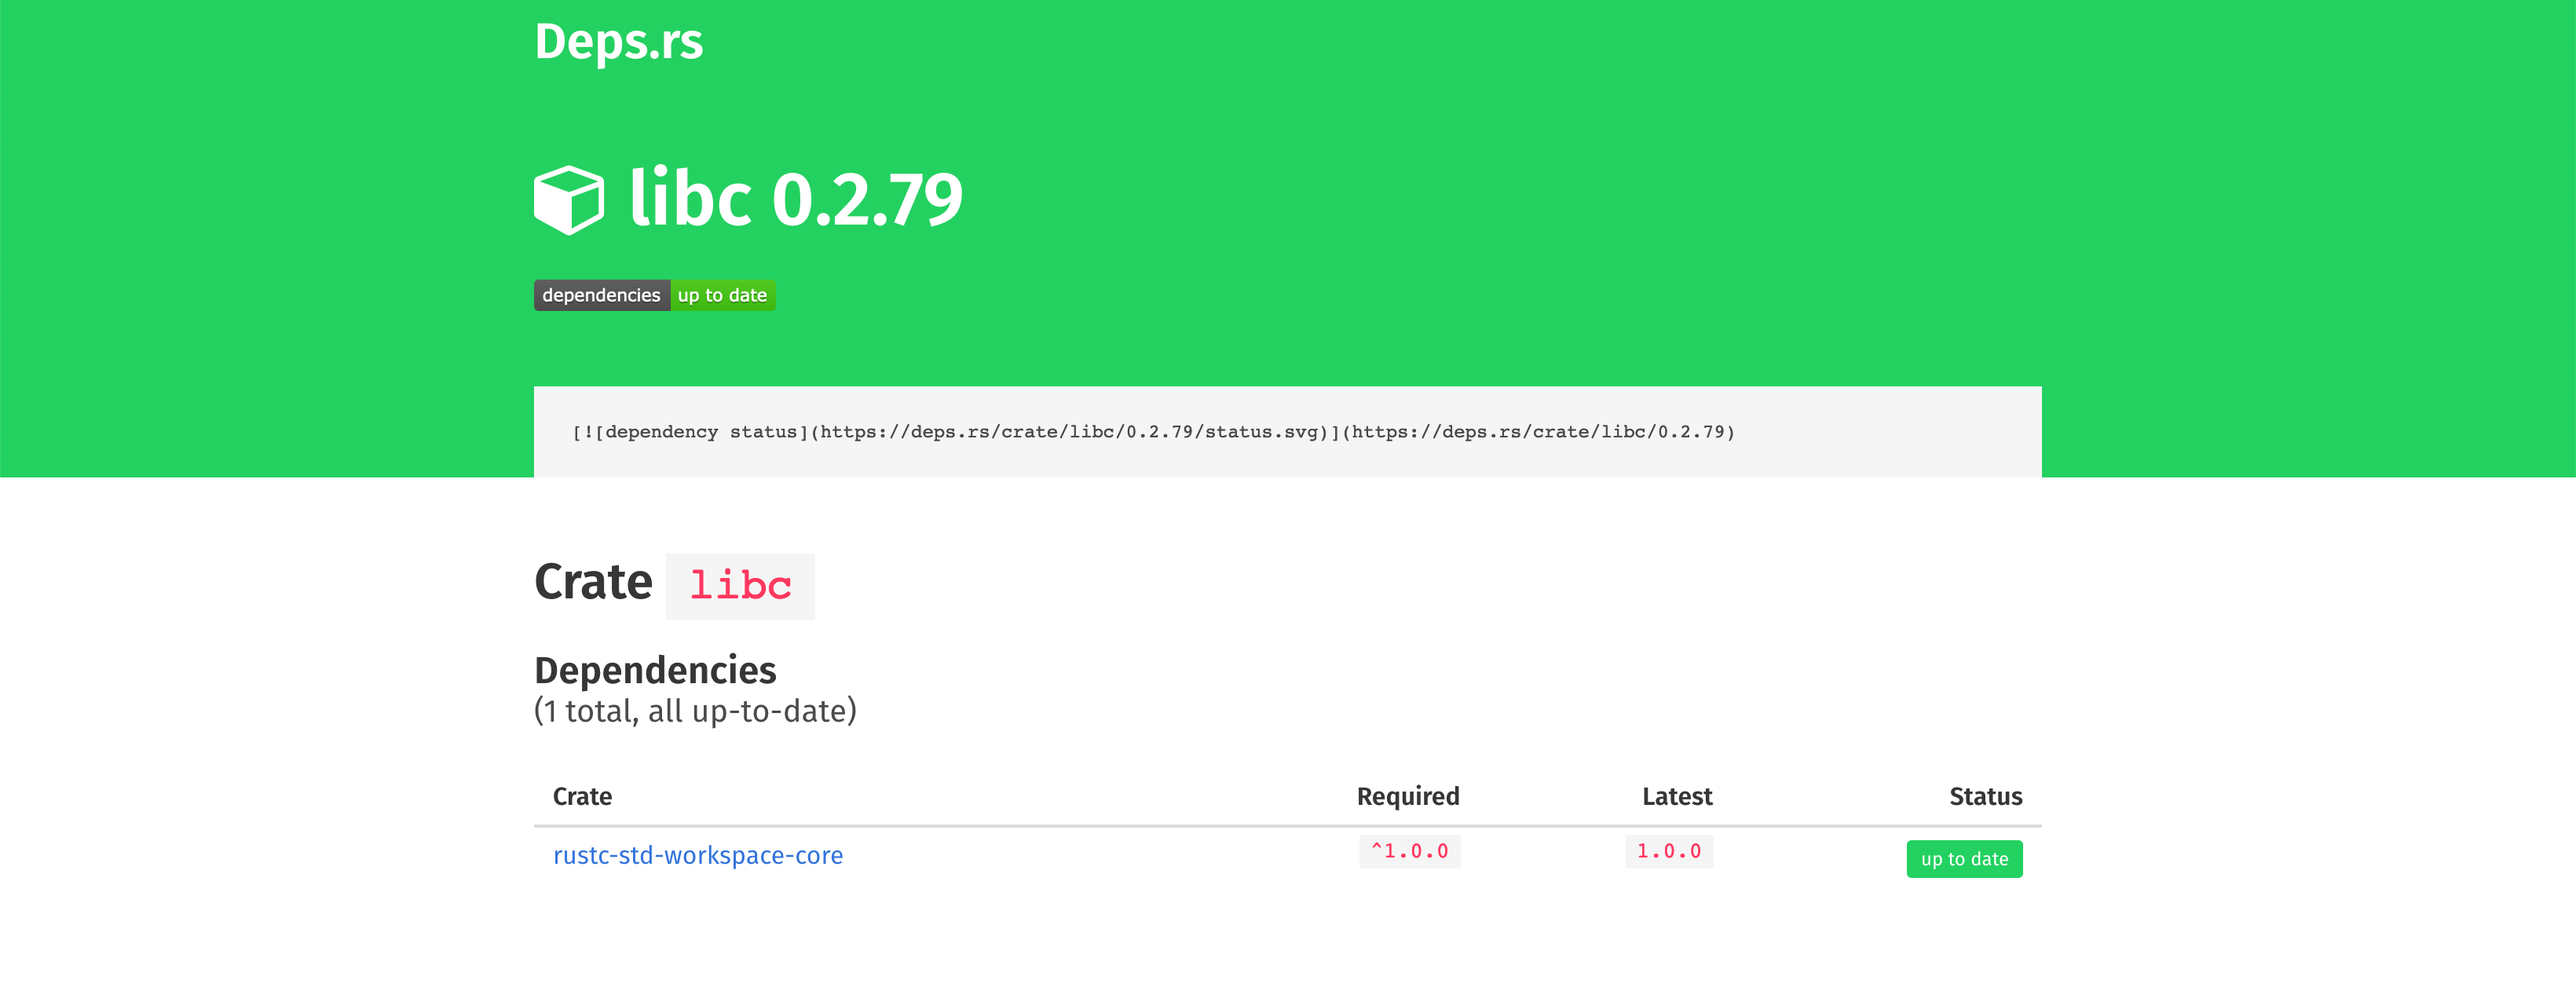 Deps.rs
libc 0.2.79
dependencies up to date
[![dependency status](https://deps.rs/crate/libc/0.2.79/status.svg)](https://deps.rs/crate/libc/0.2.79)
Crate libc
Dependencies
(1 total, all up-to-date)
Crate Required Latest Status
rustc-std-workspace-core ^1.0.0 1.0.0 up to date